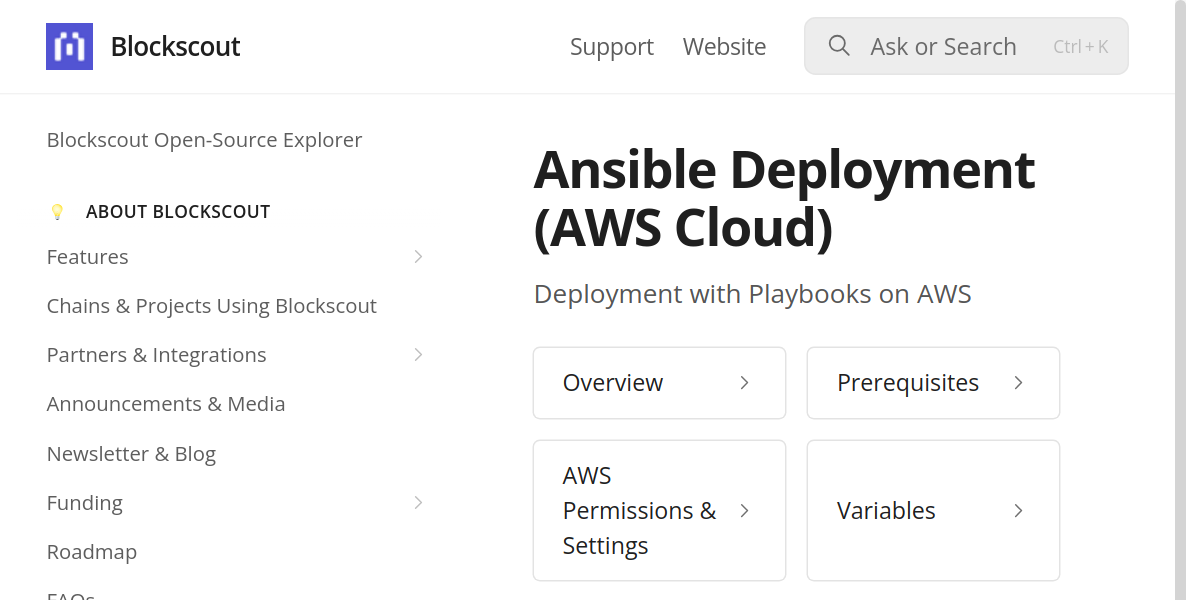 Blockscout
Support
Website
Ask or Search
Ctrl + K
Blockscout Open-Source Explorer
ABOUT BLOCKSCOUT
Features
Chains & Projects Using Blockscout
Partners & Integrations
Announcements & Media
Newsletter & Blog
Funding
Roadmap
FAQs
Ansible Deployment
(AWS Cloud)
Deployment with Playbooks on AWS
Overview
Prerequisites
AWS
Permissions &
Settings
Variables